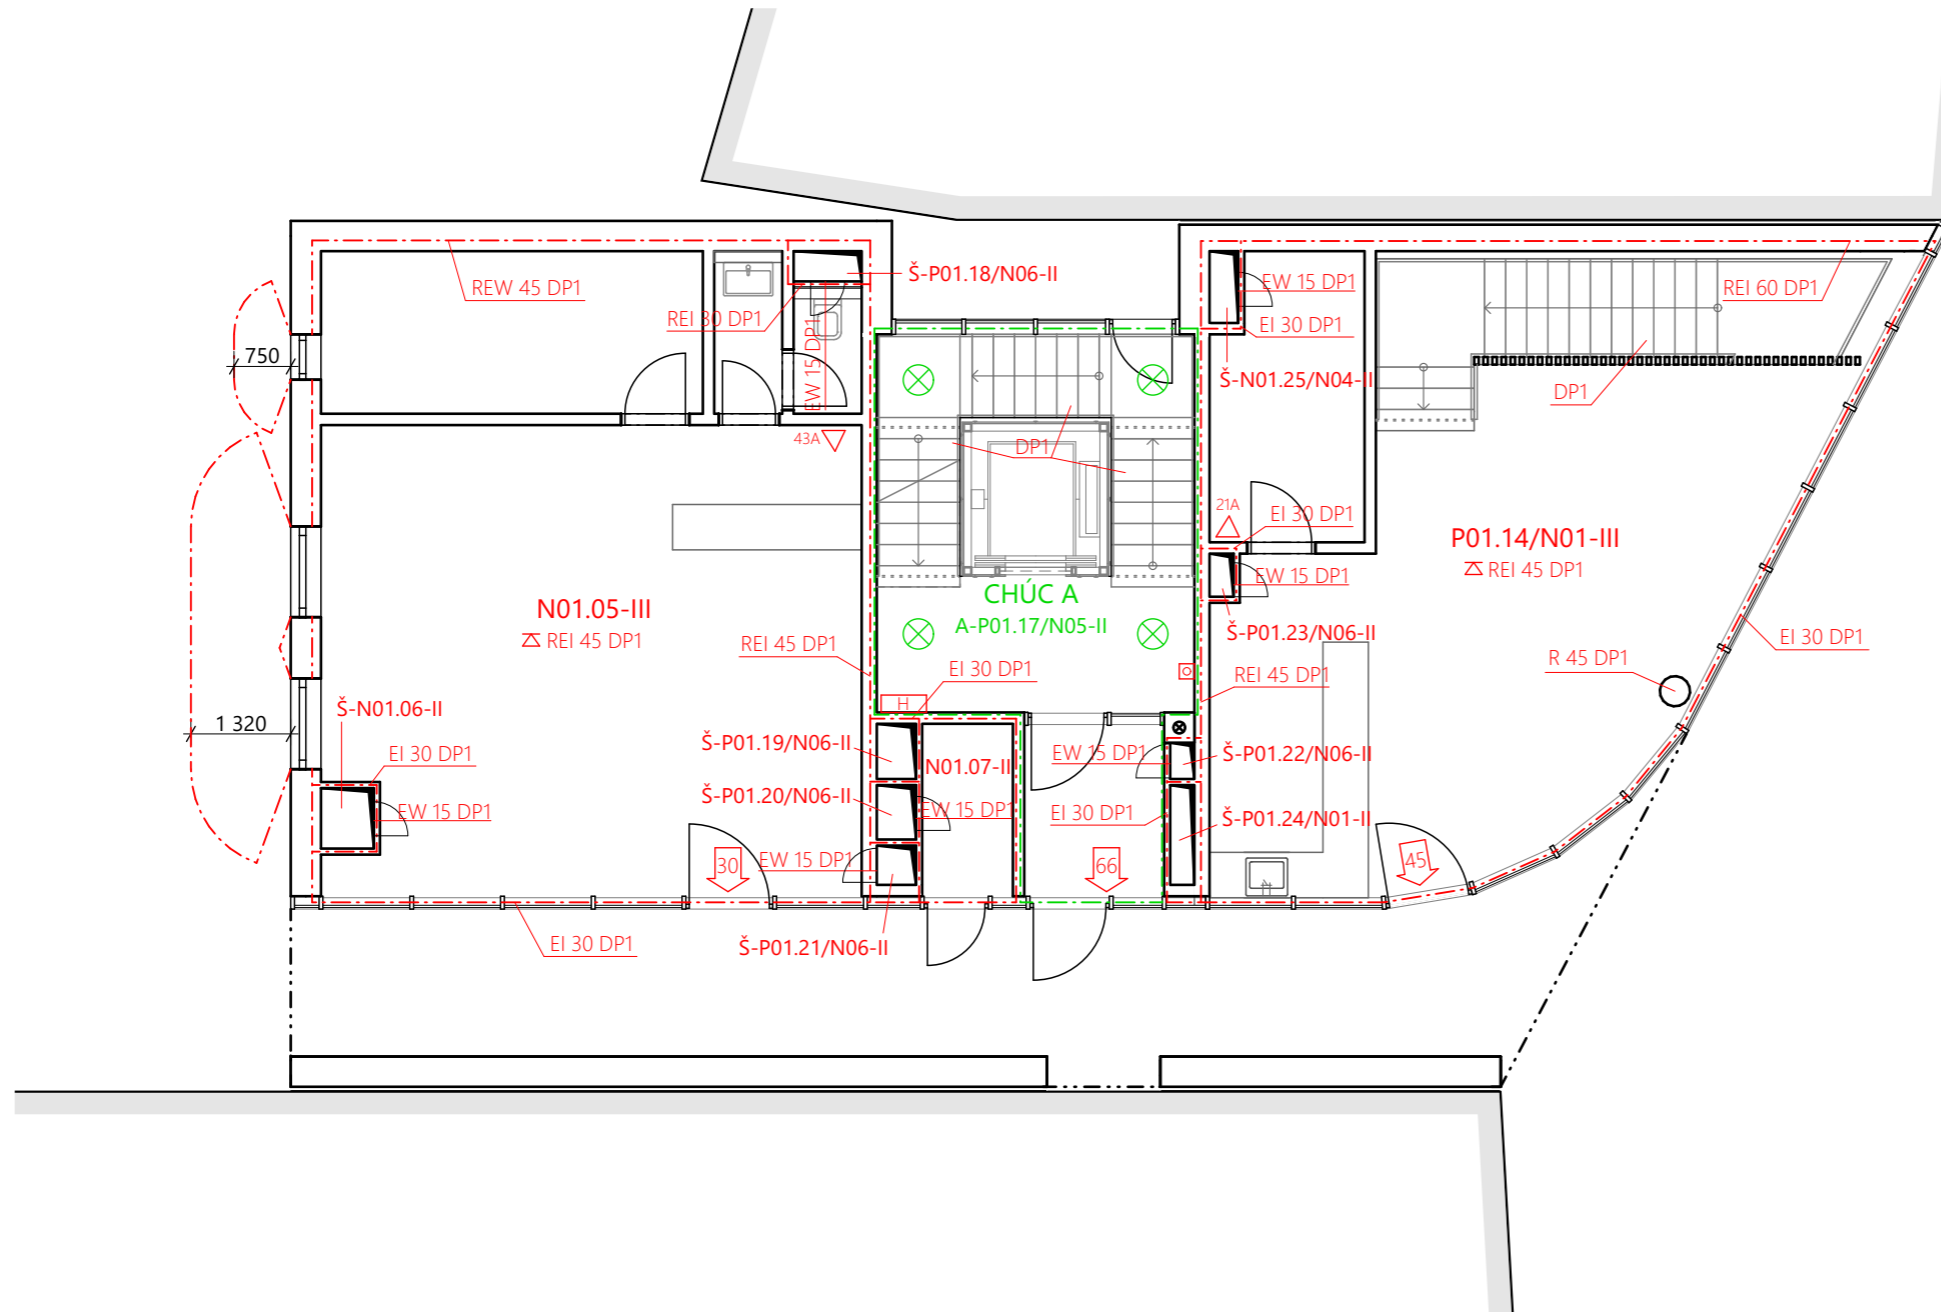 Š-P01.18/N06-II
REW 45 DP1
REI 30 DP1
EW 15 DP1
EW 15 DP1
EI 30 DP1
REI 60 DP1
750
Š-N01.25/N04-II
DP1
43A
DP1
21A
EI 30 DP1
P01.14/N01-III
REI 45 DP1
EW 15 DP1
CHÚC A
A-P01.17/N05-II
N01.05-III
REI 45 DP1
REI 45 DP1
Š-P01.23/N06-II
EI 30 DP1
R 45 DP1
EI 30 DP1
REI 45 DP1
H
Š-N01.06-II
1 320
EI 30 DP1
Š-P01.19/N06-II
N01.07-II
EW 15 DP1
Š-P01.22/N06-II
Š-P01.20/N06-II
EW 15 DP1
EW 15 DP1
EI 30 DP1
Š-P01.24/N01-II
EW 15 DP1
30
66
45
EI 30 DP1
Š-P01.21/N06-II